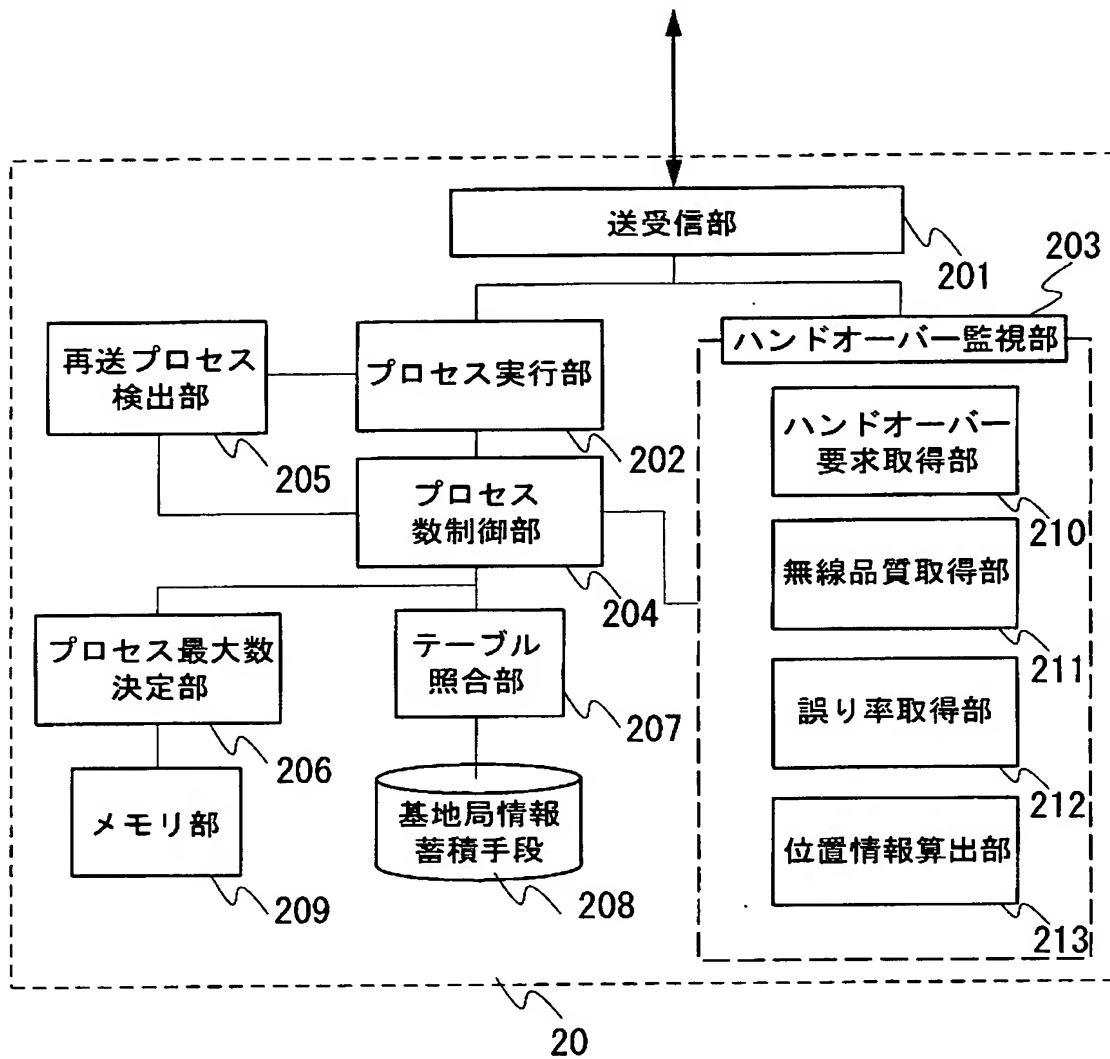 送受信部
201
203
ハンドオーバー監視部
再送プロセス
検出部
205
プロセス実行部
202
ハンドオーバー
要求取得部
210
プロセス
数制御部
204
無線品質取得部
211
プロセス最大数
決定部
206
テーブル
照合部
207
誤り率取得部
212
メモリ部
209
基地局情報
蓄積手段
208
位置情報算出部
213
20